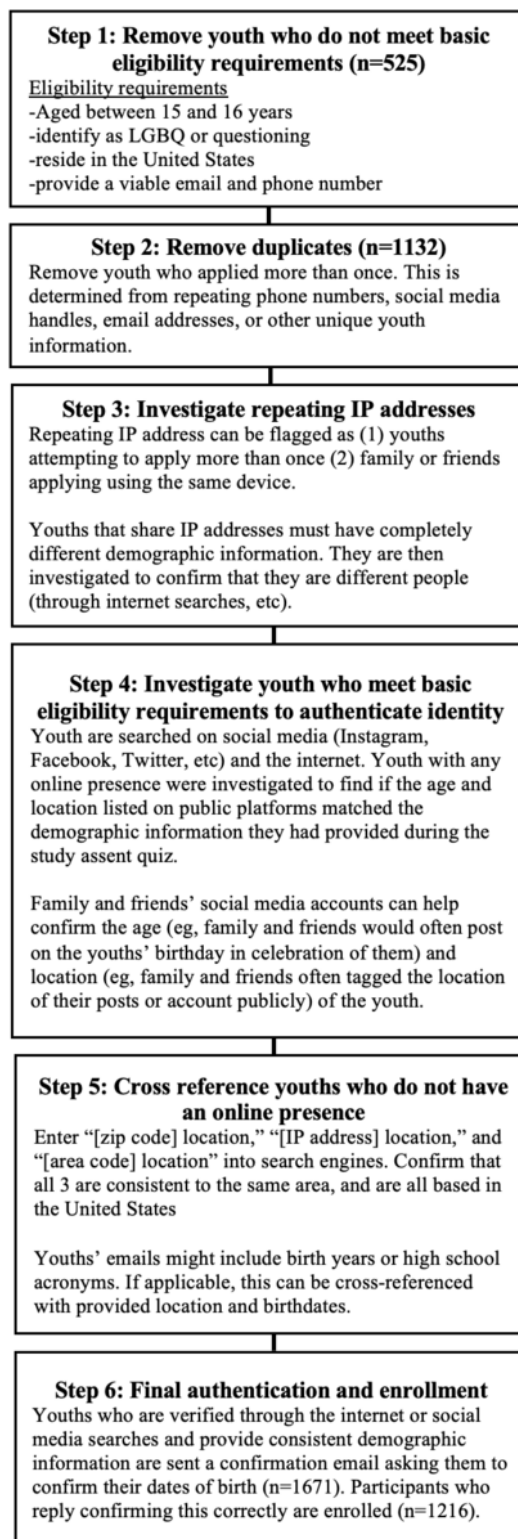 Step 1: Remove youth who do not meet basic
eligibility requirements (n=525)
Eligibility requirements
-Aged between 15 and 16 years
-identify as LGBQ or questioning
-reside in the United States
-provide a viable email and phone number
Step 2: Remove duplicates (n=1132)
Remove youth who applied more than once. This is
determined from repeating phone numbers, social media
handles, email addresses, or other unique youth
information.
Step 3: Investigate repeating IP addresses
Repeating IP address can be flagged as (1) youths
attempting to apply more than once (2) family or friends
applying using the same device.
Youths that share IP addresses must have completely
different demographic information. They are then
investigated to confirm that they are different people
(through internet searches, etc).
Step 4: Investigate youth who meet basic
eligibility requirements to authenticate identity
Youth are searched on social media (Instagram,
Facebook, Twitter, etc) and the internet. Youth with any
online presence were investigated to find if the age and
location listed on public platforms matched the
demographic information they had provided during the
study assent quiz.
Family and friends’ social media accounts can help
confirm the age (eg, family and friends would often post
on the youths’ birthday in celebration of them) and
location (eg, family and friends often tagged the location
of their posts or account publicly) of the youth.
Step 5: Cross reference youths who do not have
an online presence
Enter “[zip code] location,” “[IP address] location,” and
“[area code] location” into search engines. Confirm that
all 3 are consistent to the same area, and are all based in
the United States
Youths’ emails might include birth years or high school
acronyms. If applicable, this can be cross-referenced
with provided location and birthdates.
Step 6: Final authentication and enrollment
Youths who are verified through the internet or social
media searches and provide consistent demographic
information are sent a confirmation email asking them to
confirm their dates of birth (n=1671). Participants who
reply confirming this correctly are enrolled (n=1216).